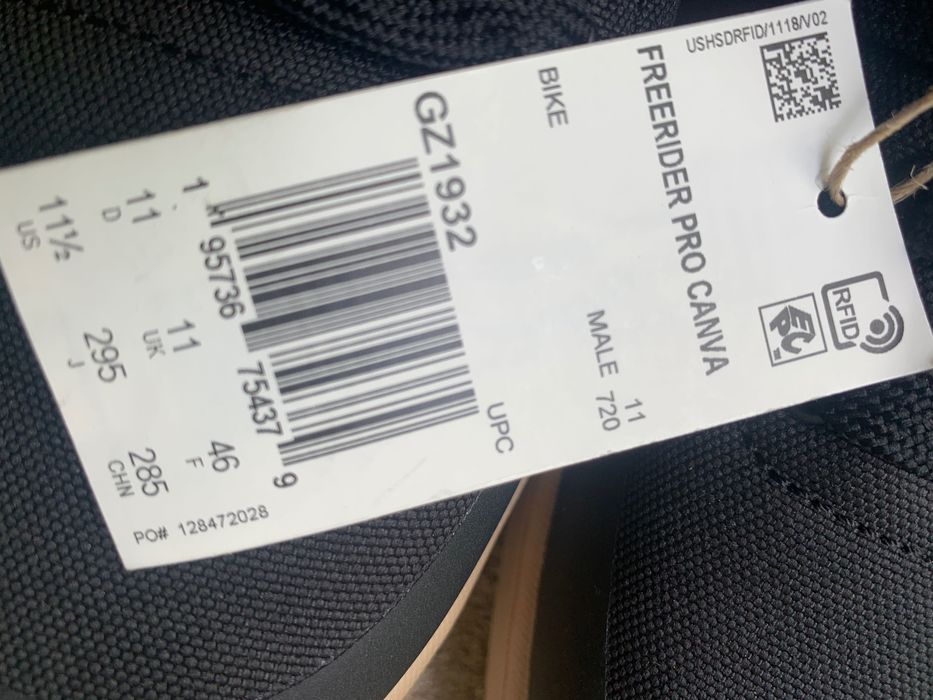 USHSDRFID/1118/V02
FREERIDER PRO CANVA
RFID
EPC
BIKE
MALE 11
720
GZ1932
UPC
1 95736 75437 9
11 D
11 UK
46 F
11½ US
295 J
285 CHN
PO# 128472028